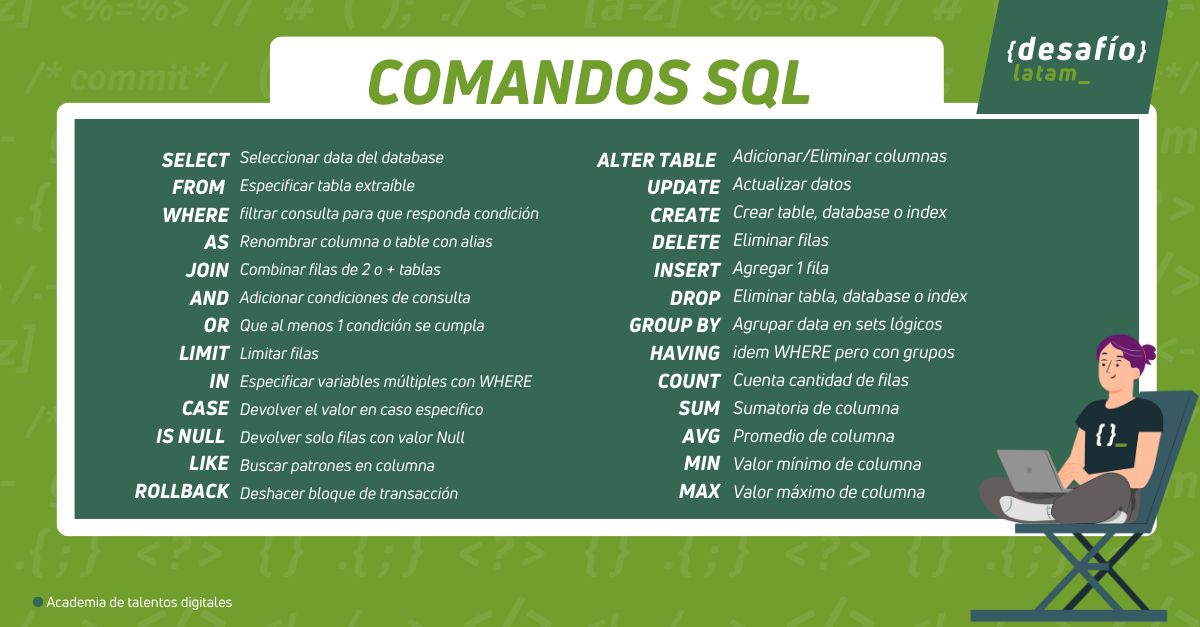 <%=%> // # ( ); ./ <- [a-z] <%=%> // #
/* commit*/
{desafío}
latam_
COMANDOS SQL
SELECT Seleccionar data del database
FROM Especificar tabla extraíble
WHERE filtrar consulta para que responda condición
AS Renombrar columna o table con alias
JOIN Combinar filas de 2 o + tablas
AND Adicionar condiciones de consulta
OR Que al menos 1 condición se cumpla
LIMIT Limitar filas
IN Especificar variables múltiples con WHERE
CASE Devolver el valor en caso específico
IS NULL Devolver solo filas con valor Null
LIKE Buscar patrones en columna
ROLLBACK Deshacer bloque de transacción
ALTER TABLE Adicionar/Eliminar columnas
UPDATE Actualizar datos
CREATE Crear table, database o index
DELETE Eliminar filas
INSERT Agregar 1 fila
DROP Eliminar tabla, database o index
GROUP BY Agrupar data en sets lógicos
HAVING idem WHERE pero con grupos
COUNT Cuenta cantidad de filas
SUM Sumatoria de columna
AVG Promedio de columna
MIN Valor mínimo de columna
MAX Valor máximo de columna
{}_
Academia de talentos digitales